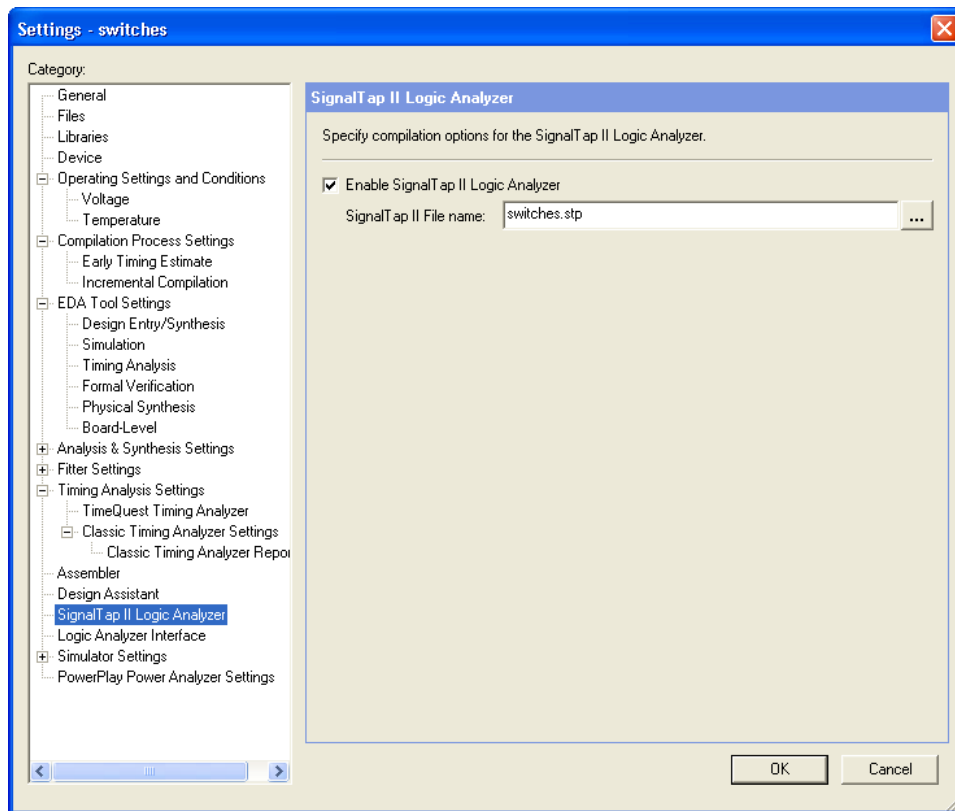 Settings - switches
Category:
General
Files
Libraries
Device
Operating Settings and Conditions
Voltage
Temperature
Compilation Process Settings
Early Timing Estimate
Incremental Compilation
EDA Tool Settings
Design Entry/Synthesis
Simulation
Timing Analysis
Formal Verification
Physical Synthesis
Board-Level
Analysis & Synthesis Settings
Fitter Settings
Timing Analysis Settings
TimeQuest Timing Analyzer
Classic Timing Analyzer Settings
Classic Timing Analyzer Repor
Assembler
Design Assistant
SignalTap II Logic Analyzer
Logic Analyzer Interface
Simulator Settings
PowerPlay Power Analyzer Settings
SignalTap II Logic Analyzer
Specify compilation options for the SignalTap II Logic Analyzer.
Enable SignalTap II Logic Analyzer
SignalTap II File name: switches.stp ...
OK Cancel